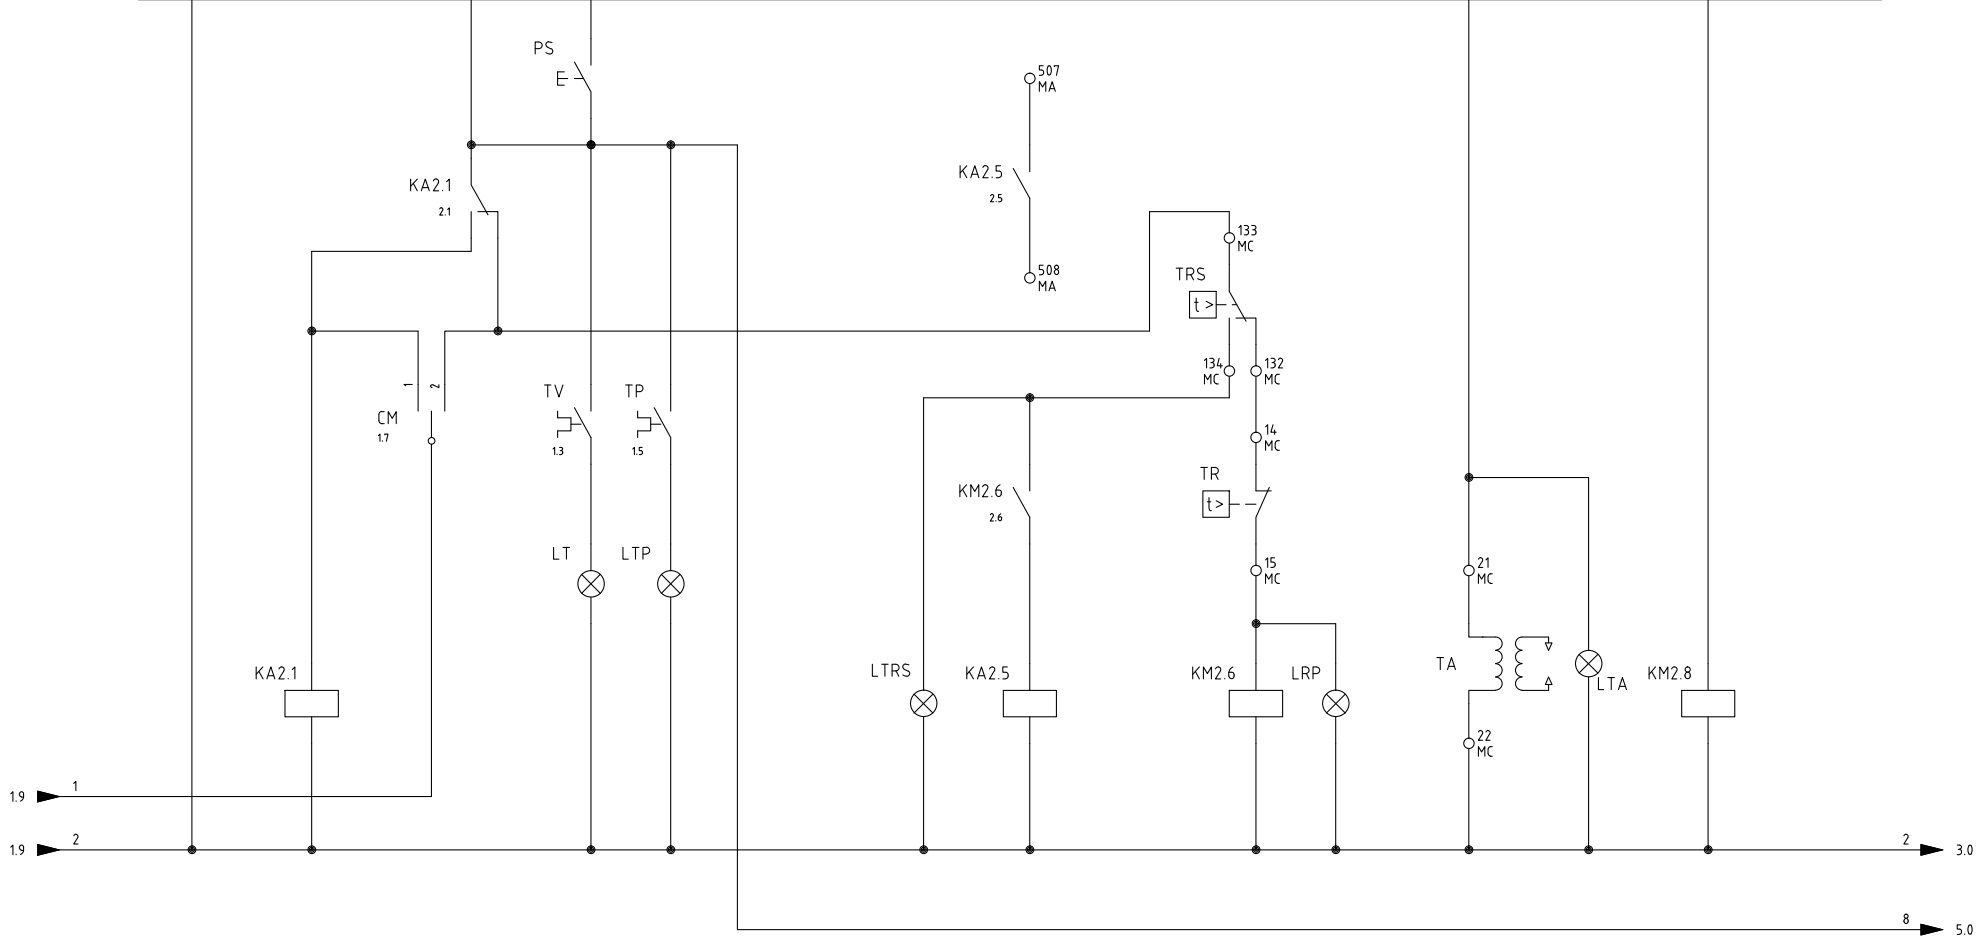 PS
E
507
MA
KA2.1
2.1
KA2.5
2.5
133
MC
508
MA
TRS
t >
134
MC
132
MC
1
2
CM
1.7
TV
1.3
TP
1.5
14
MC
KM2.6
2.6
TR
t>
LT
LTP
15
MC
21
MC
KA2.1
LTRS
KA2.5
KM2.6
LRP
TA
LTA
KM2.8
22
MC
1.9
1
1.9
2
2
3.0
8
5.0